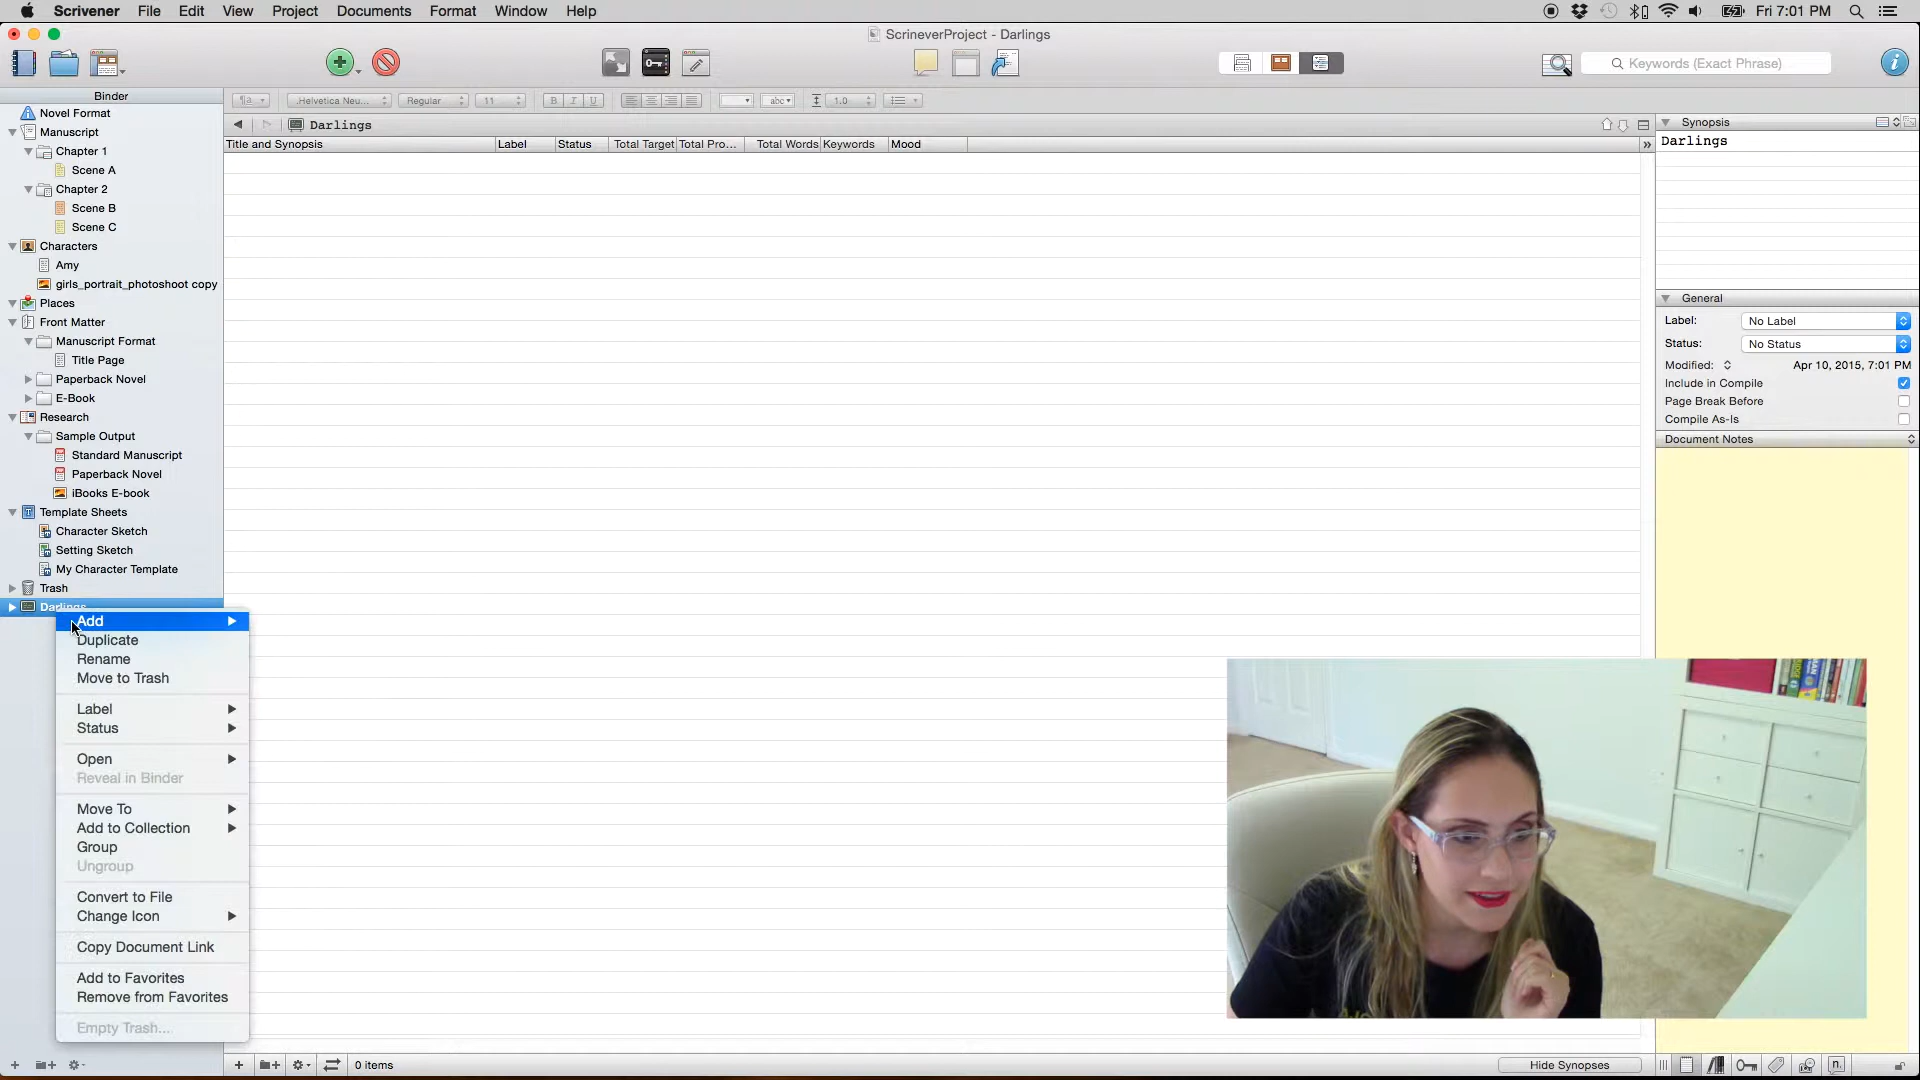 Scrivener File Edit View Project Documents Format Window Help Fri 7:01 PM
ScrineverProject - Darlings
Keywords (Exact Phrase)
Binder
Helvetica Neu... Regular 11 B I U abc 1.0
Novel Format
Manuscript
Chapter 1
Scene A
Chapter 2
Scene B
Scene C
Characters
Amy
girls_portrait_photoshoot copy
Places
Front Matter
Manuscript Format
Title Page
Paperback Novel
E-Book
Research
Sample Output
Standard Manuscript
Paperback Novel
iBooks E-book
Template Sheets
Character Sketch
Setting Sketch
My Character Template
Trash
Darlings
Add
Duplicate
Rename
Move to Trash
Label
Status
Open
Reveal in Binder
Move To
Add to Collection
Group
Ungroup
Convert to File
Change Icon
Copy Document Link
Add to Favorites
Remove from Favorites
Empty Trash...
Darlings
Title and Synopsis Label Status Total Target Total Pro... Total Words Keywords Mood
0 items
Hide Synopses
Synopsis
Darlings
General
Label: No Label
Status: No Status
Modified: Apr 10, 2015, 7:01 PM
Include in Compile
Page Break Before
Compile As-Is
Document Notes